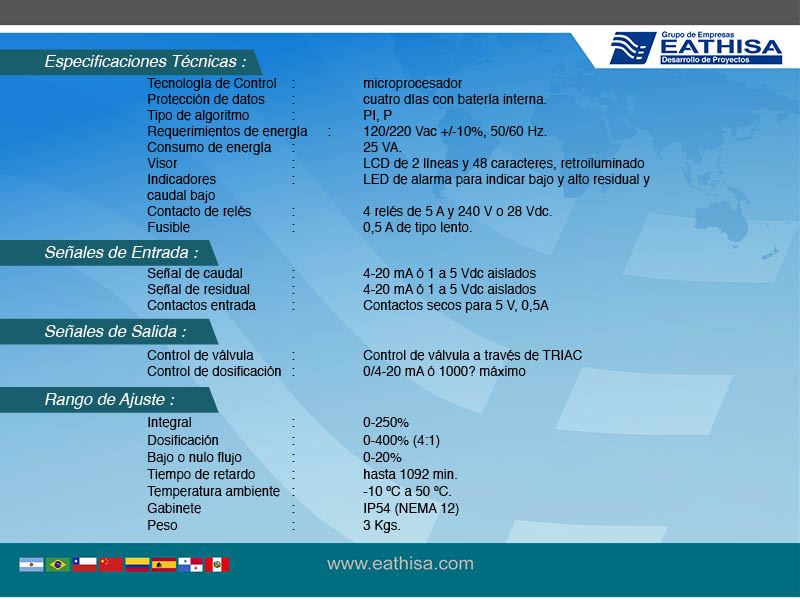 Grupo de Empresas
EATHISA
Desarrollo de Proyectos
Especificaciones Técnicas :
Tecnología de Control : microprocesador
Protección de datos : cuatro días con batería interna.
Tipo de algoritmo : PI, P
Requerimientos de energía : 120/220 Vac +/-10%, 50/60 Hz.
Consumo de energía : 25 VA.
Visor : LCD de 2 líneas y 48 caracteres, retroiluminado
Indicadores : LED de alarma para indicar bajo y alto residual y
caudal bajo
Contacto de relés : 4 relés de 5 A y 240 V o 28 Vdc.
Fusible : 0,5 A de tipo lento.
Señales de Entrada :
Señal de caudal : 4-20 mA ó 1 a 5 Vdc aislados
Señal de residual : 4-20 mA ó 1 a 5 Vdc aislados
Contactos entrada : Contactos secos para 5 V, 0,5A
Señales de Salida :
Control de válvula : Control de válvula a través de TRIAC
Control de dosificación : 0/4-20 mA ó 1000? máximo
Rango de Ajuste :
Integral : 0-250%
Dosificación : 0-400% (4:1)
Bajo o nulo flujo : 0-20%
Tiempo de retardo : hasta 1092 min.
Temperatura ambiente : -10 ºC a 50 ºC.
Gabinete : IP54 (NEMA 12)
Peso : 3 Kgs.
www.eathisa.com